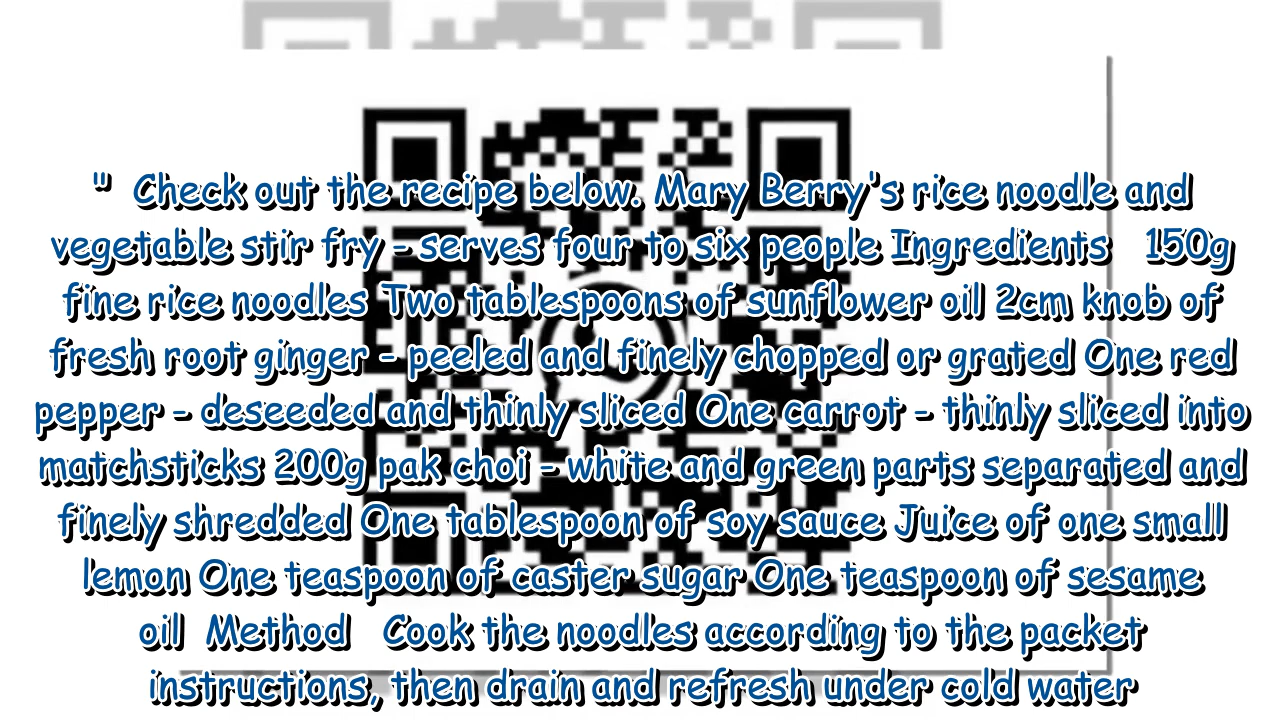 " Check out the recipe below. Mary Berry's rice noodle and
vegetable stir fry - serves four to six people Ingredients 150g
fine rice noodles Two tablespoons of sunflower oil 2cm knob of
fresh root ginger - peeled and finely chopped or grated One red
pepper - deseeded and thinly sliced One carrot - thinly sliced into
matchsticks 200g pak choi - white and green parts separated and
finely shredded One tablespoon of soy sauce Juice of one small
lemon One teaspoon of caster sugar One teaspoon of sesame
oil Method Cook the noodles according to the packet
instructions, then drain and refresh under cold water